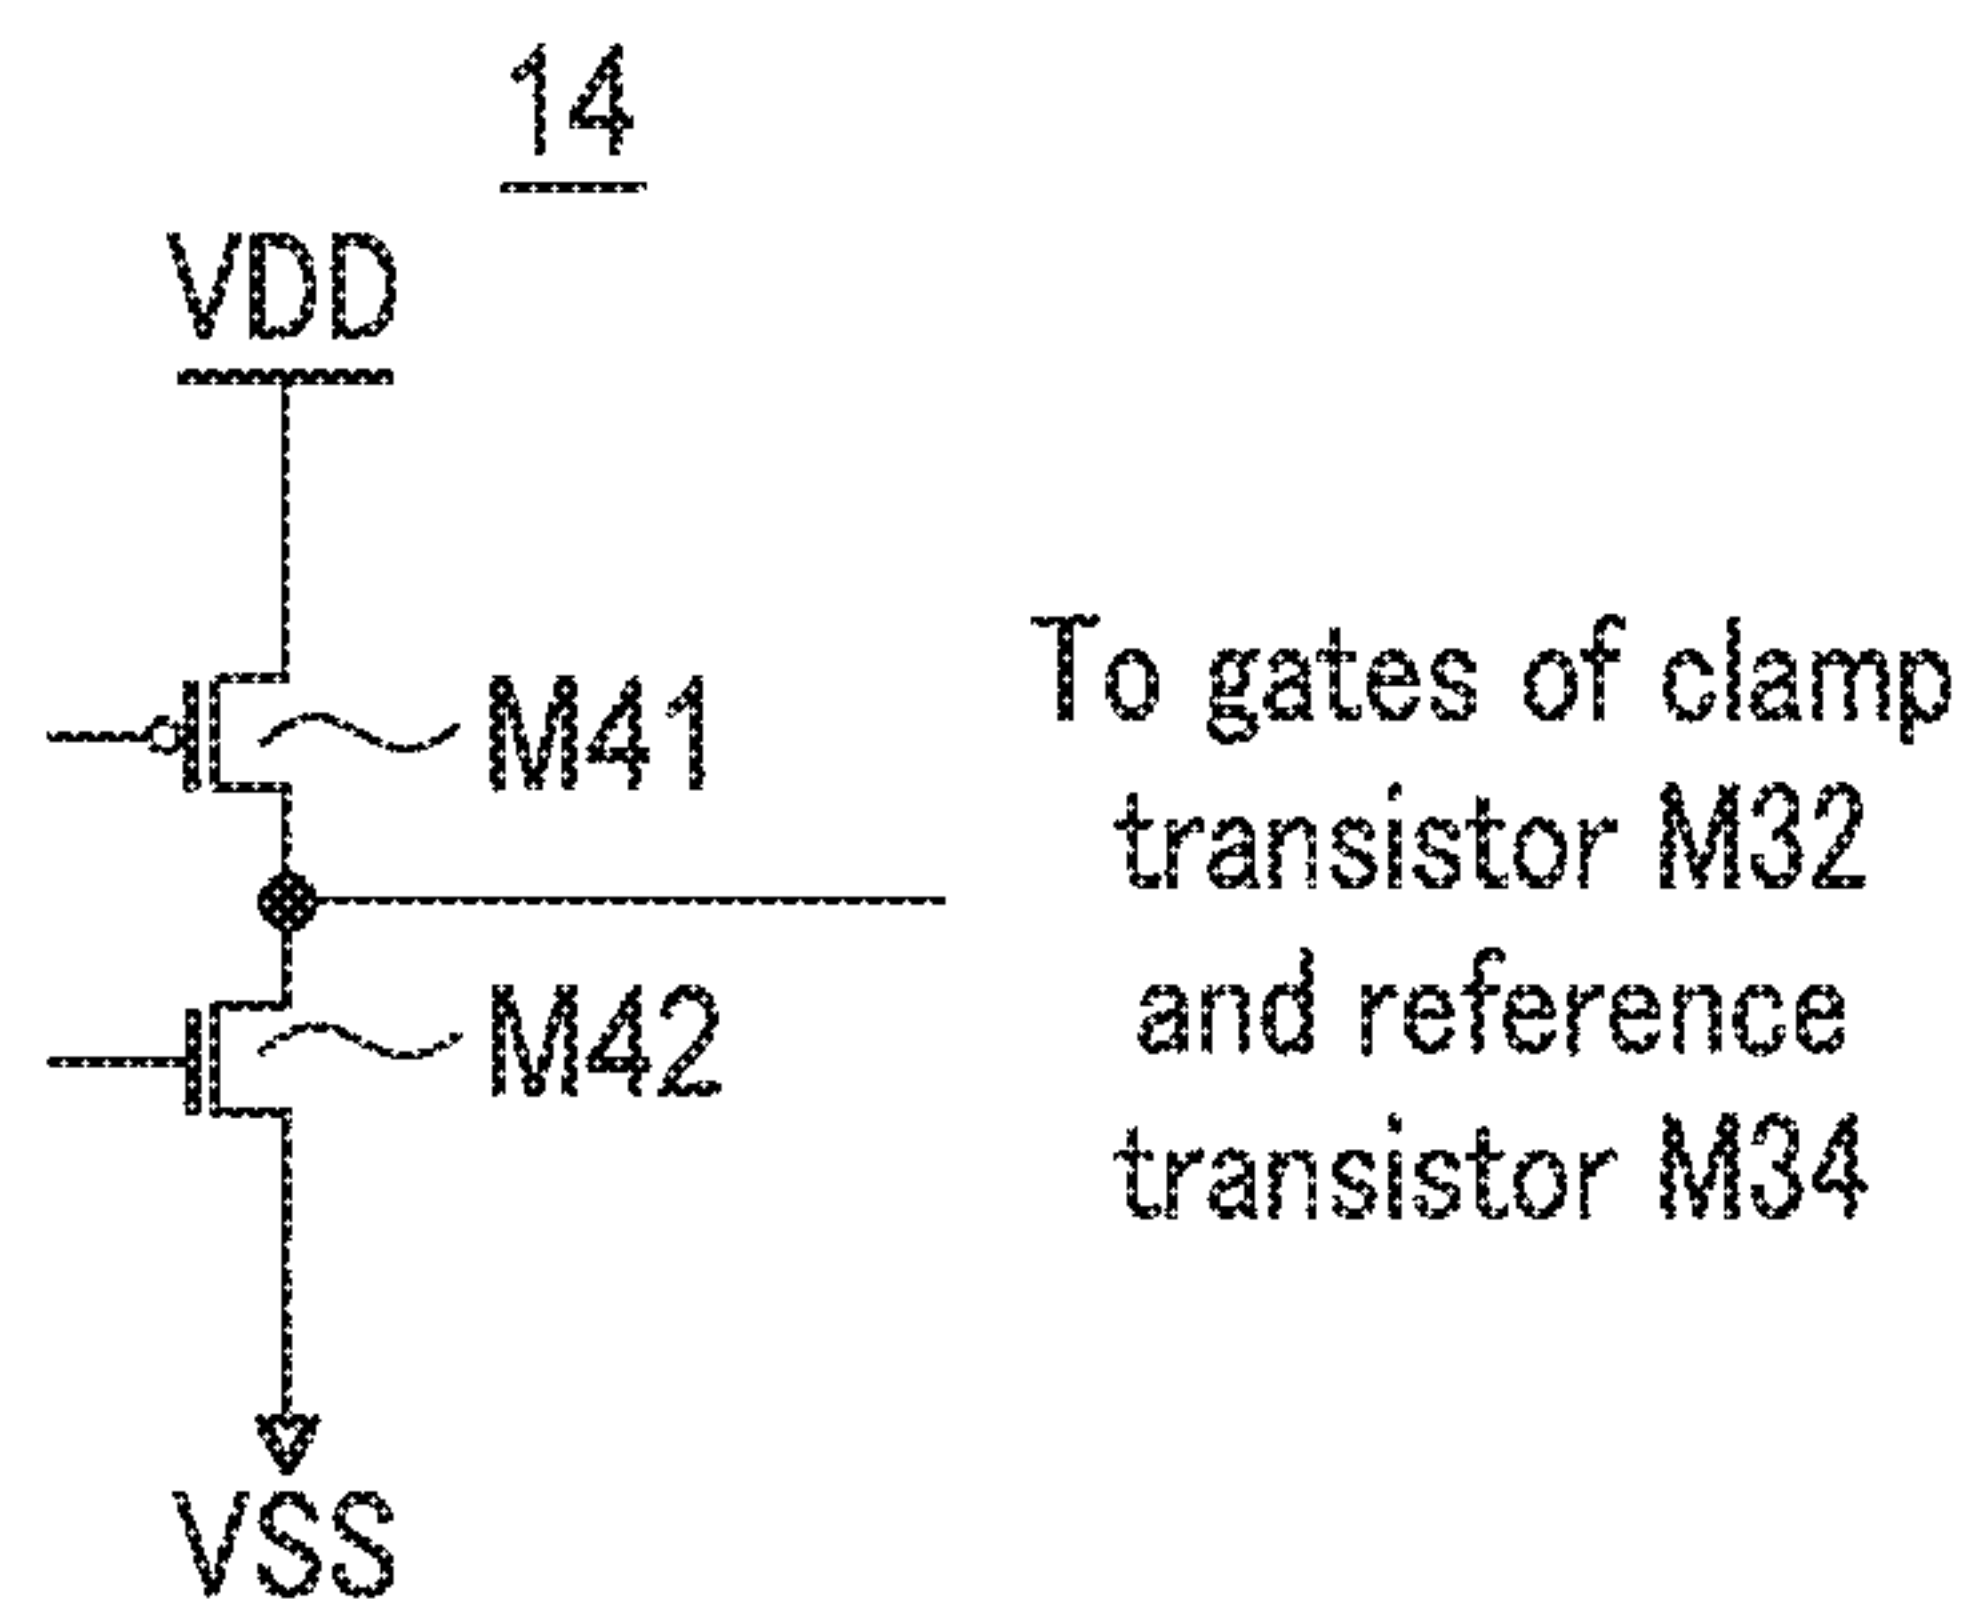 14
VDD
M41
To gates of clamp
transistor M32
and reference
transistor M34
M42
VSS